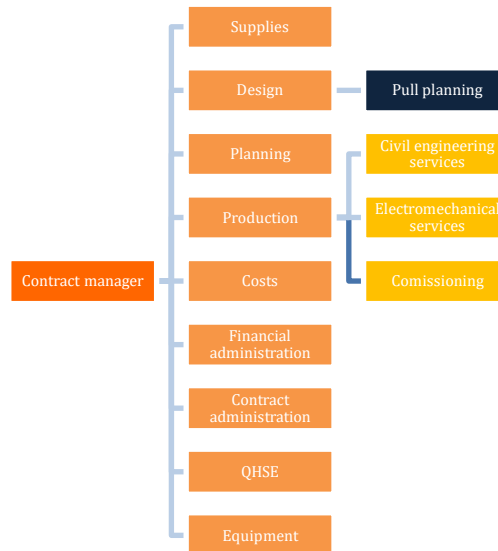 Supplies
Design
Pull planning
Planning
Civil engineering
services
Production
Electromechanical
services
Contract manager
Costs
Comissioning
Financial
administration
Contract
administration
QHSE
Equipment